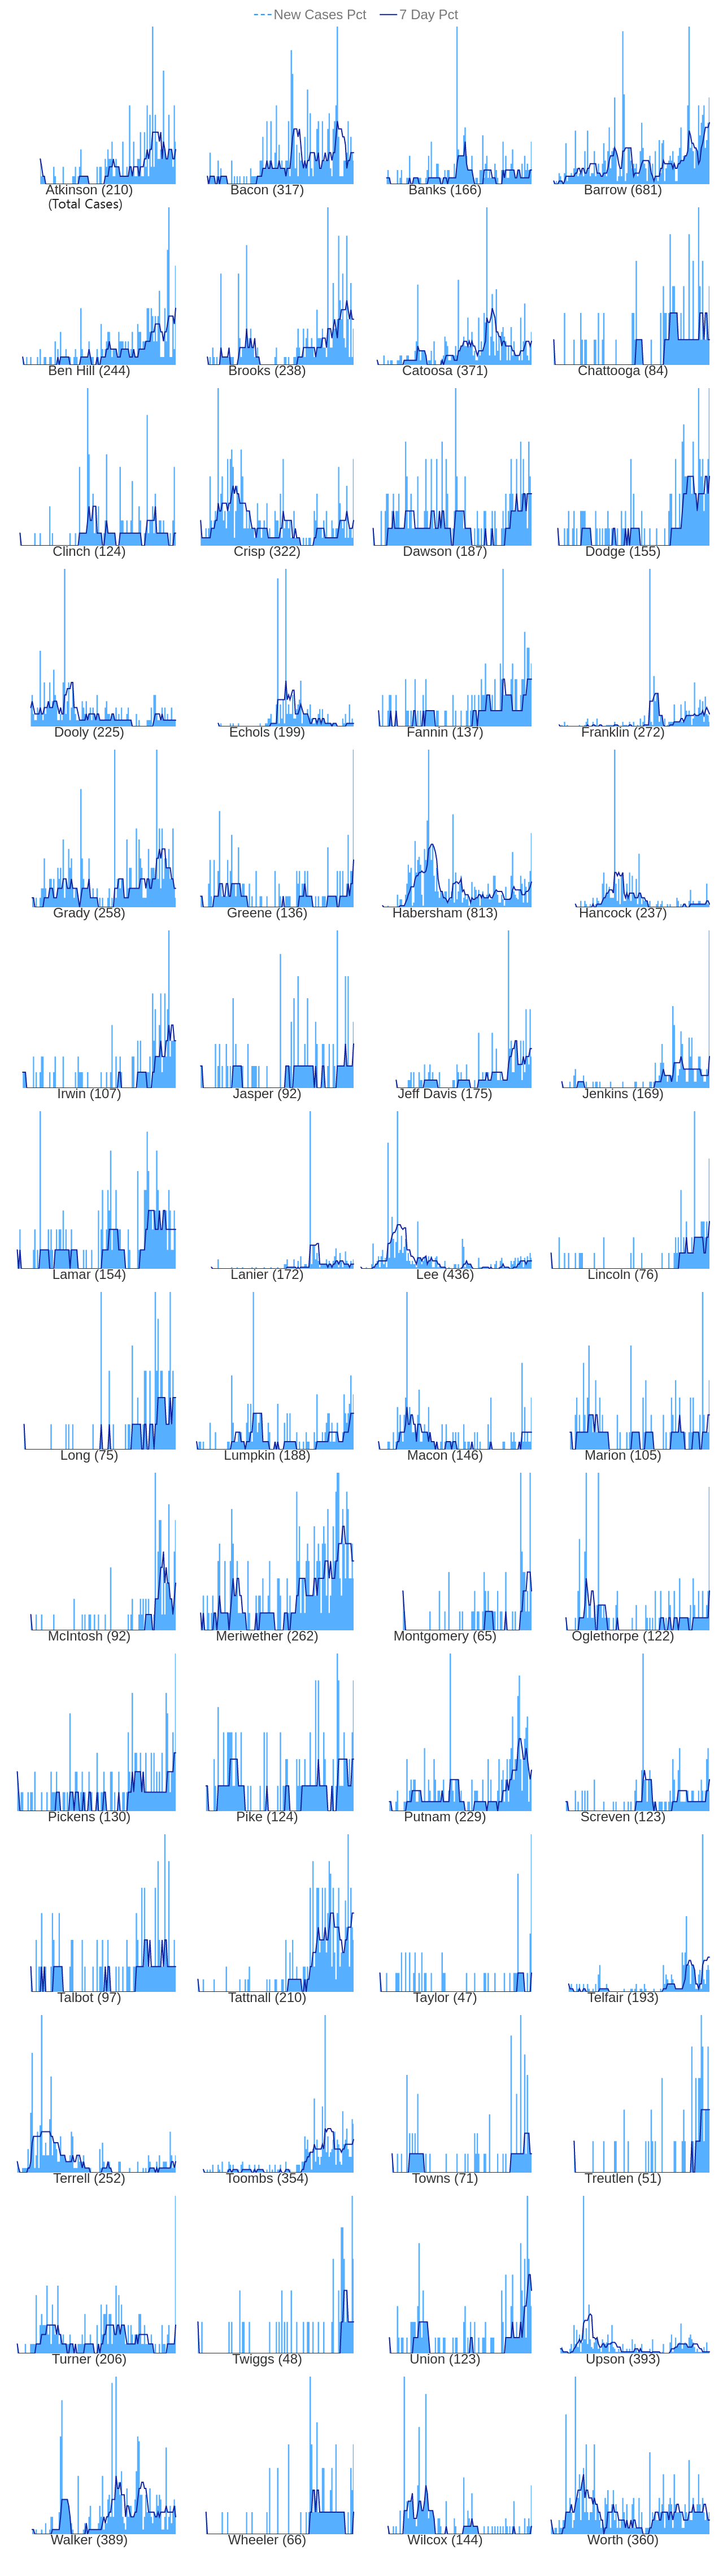 New Cases Pct 7 Day Pct
Atkinson (210) Bacon (317) Banks (166) Barrow (681)
(Total Cases)
Ben Hill (244) Brooks (238) Catoosa (371) Chattooga (84)
Clinch (124) Crisp (322) Dawson (187) Dodge (155)
Dooly (225) Echols (199) Fannin (137) Franklin (272)
Grady (258) Greene (136) Habersham (813) Hancock (237)
Irwin (107) Jasper (92) Jeff Davis (175) Jenkins (169)
Lamar (154) Lanier (172) Lee (436) Lincoln (76)
Long (75) Lumpkin (188) Macon (146) Marion (105)
McIntosh (92) Meriwether (262) Montgomery (65) Oglethorpe (122)
Pickens (130) Pike (124) Putnam (229) Screven (123)
Talbot (97) Tattnall (210) Taylor (47) Telfair (193)
Terrell (252) Toombs (354) Towns (71) Treutlen (51)
Turner (206) Twiggs (48) Union (123) Upson (393)
Walker (389) Wheeler (66) Wilcox (144) Worth (360)